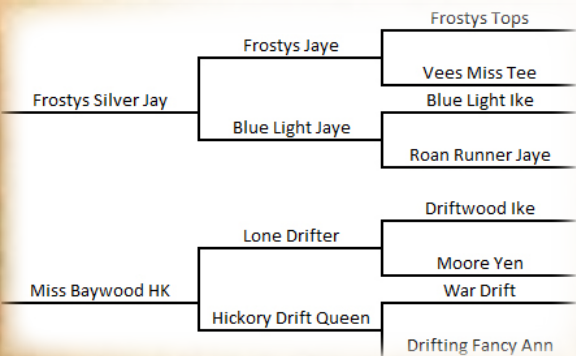 Frostys Tops
Frostys Jaye
Vees Miss Tee
Frostys Silver Jay
Blue Light Ike
Blue Light Jaye
Roan Runner Jaye
Driftwood Ike
Lone Drifter
Moore Yen
Miss Baywood HK
War Drift
Hickory Drift Queen
Drifting Fancy Ann